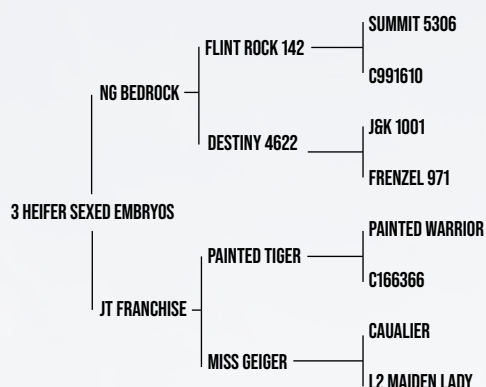 SUMMIT 5306
FLINT ROCK 142
C991610
NG BEDROCK
J&K 1001
DESTINY 4622
FRENZEL 971
3 HEIFER SEXED EMBRYOS
PAINTED WARRIOR
PAINTED TIGER
C166366
JT FRANCHISE
CAUALIER
MISS GEIGER
L2 MAIDEN LADY